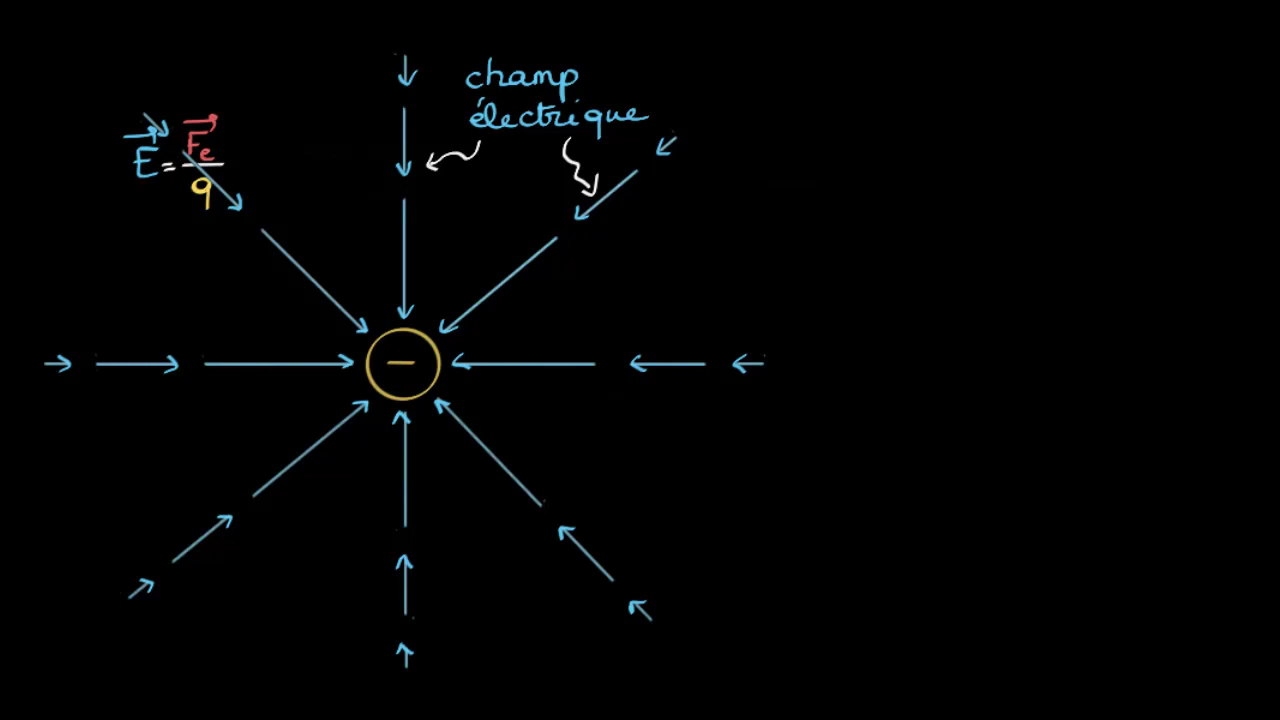 champ
électrique
E = Fe / q
−